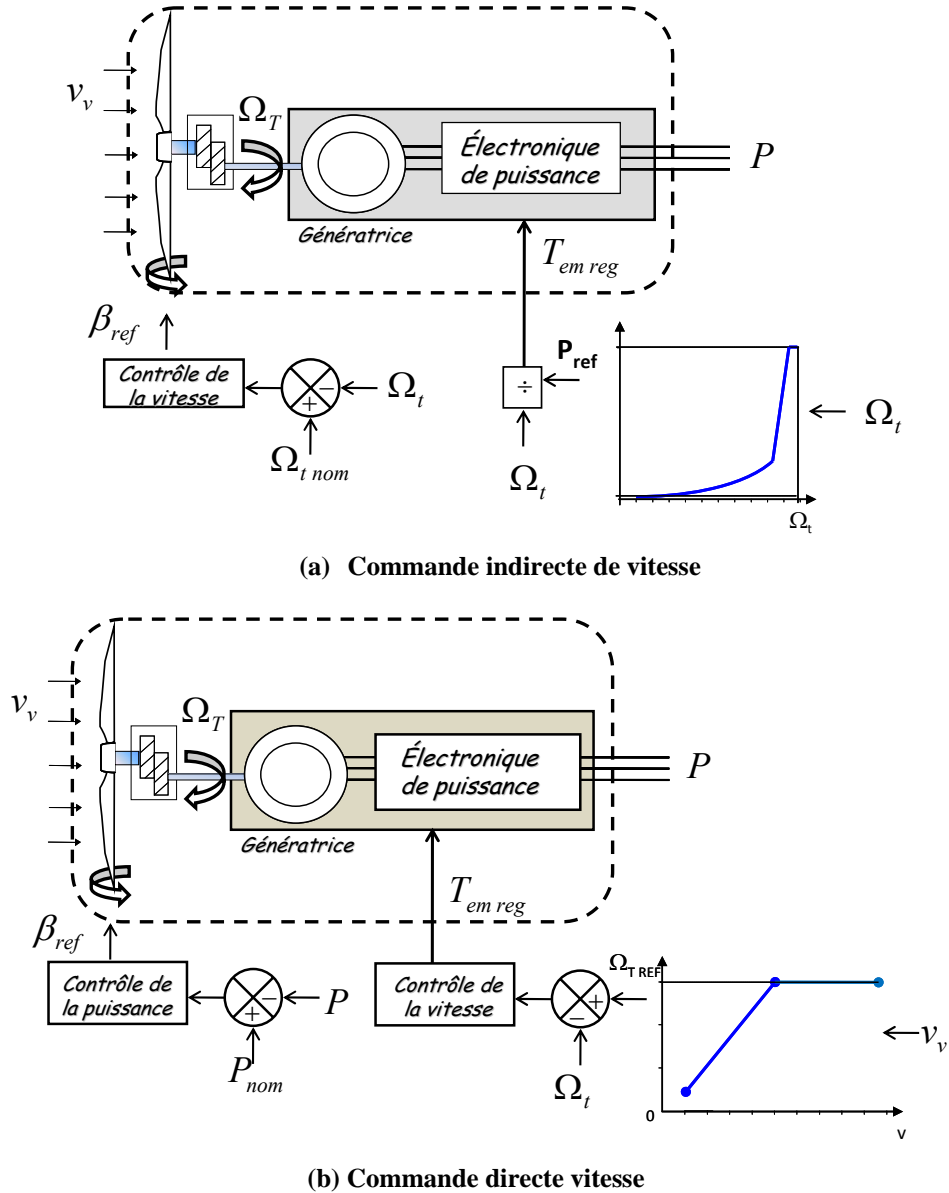 v_v
Ω_T
Électronique
de puissance
P
Génératrice
T_em reg
β_ref
Contrôle de
la vitesse
−
+
Ω_t
Ω_t nom
P_ref
÷
Ω_t
Ω_t
Ω_t
(a) Commande indirecte de vitesse
v_v
Ω_T
Électronique
de puissance
P
Génératrice
T_em reg
β_ref
Contrôle de
la puissance
−
+
P
P_nom
Contrôle de
la vitesse
+
−
Ω_t
Ω_T REF
0
v
v_v
(b) Commande directe vitesse